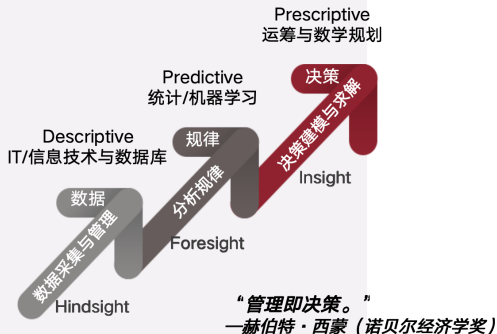 Prescriptive
运筹与数学规划
决策
决策建模与求解
Insight
Predictive
统计/机器学习
规律
分析规律
Foresight
Descriptive
IT/信息技术与数据库
数据
数据采集与管理
Hindsight
“管理即决策。”
—赫伯特·西蒙（诺贝尔经济学奖）